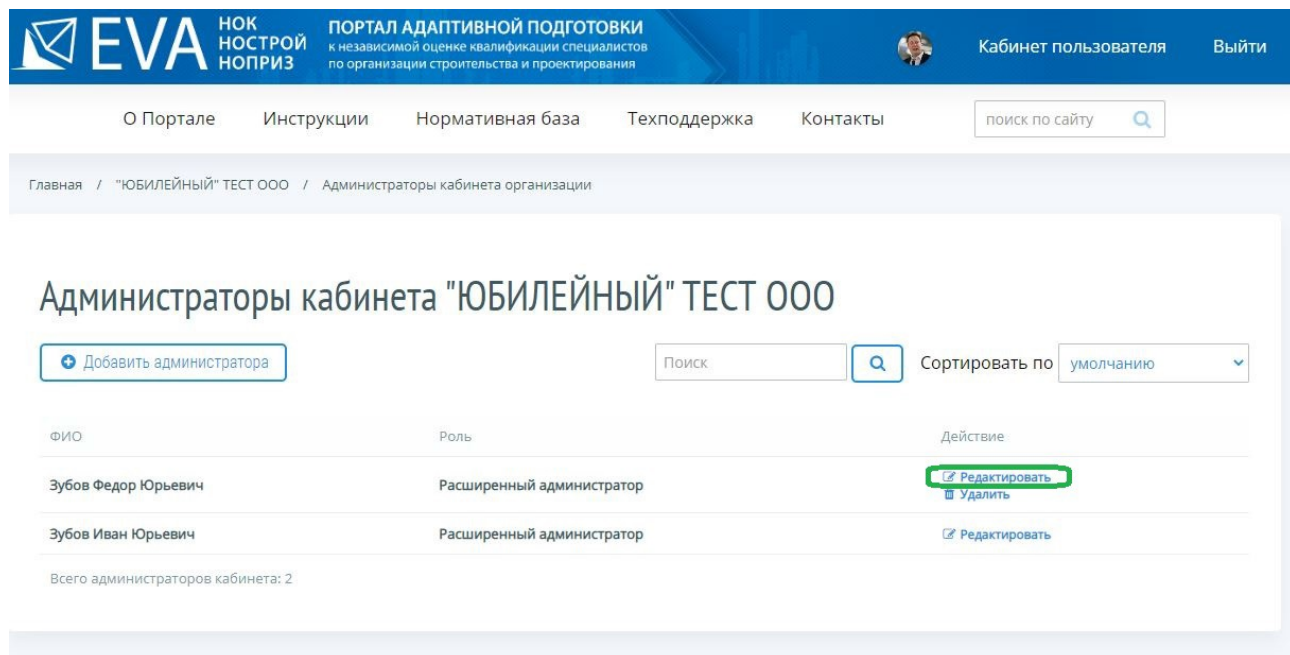 EVA НОК НОСТРОЙ НОПРИЗ
ПОРТАЛ АДАПТИВНОЙ ПОДГОТОВКИ
к независимой оценке квалификации специалистов
по организации строительства и проектирования
Кабинет пользователя Выйти
О Портале Инструкции Нормативная база Техподдержка Контакты поиск по сайту
Главная / "ЮБИЛЕЙНЫЙ" ТЕСТ ООО / Администраторы кабинета организации
Администраторы кабинета "ЮБИЛЕЙНЫЙ" ТЕСТ ООО
Добавить администратора Поиск Сортировать по умолчанию
ФИО Роль Действие
Зубов Федор Юрьевич Расширенный администратор Редактировать
Удалить
Зубов Иван Юрьевич Расширенный администратор Редактировать
Всего администраторов кабинета: 2